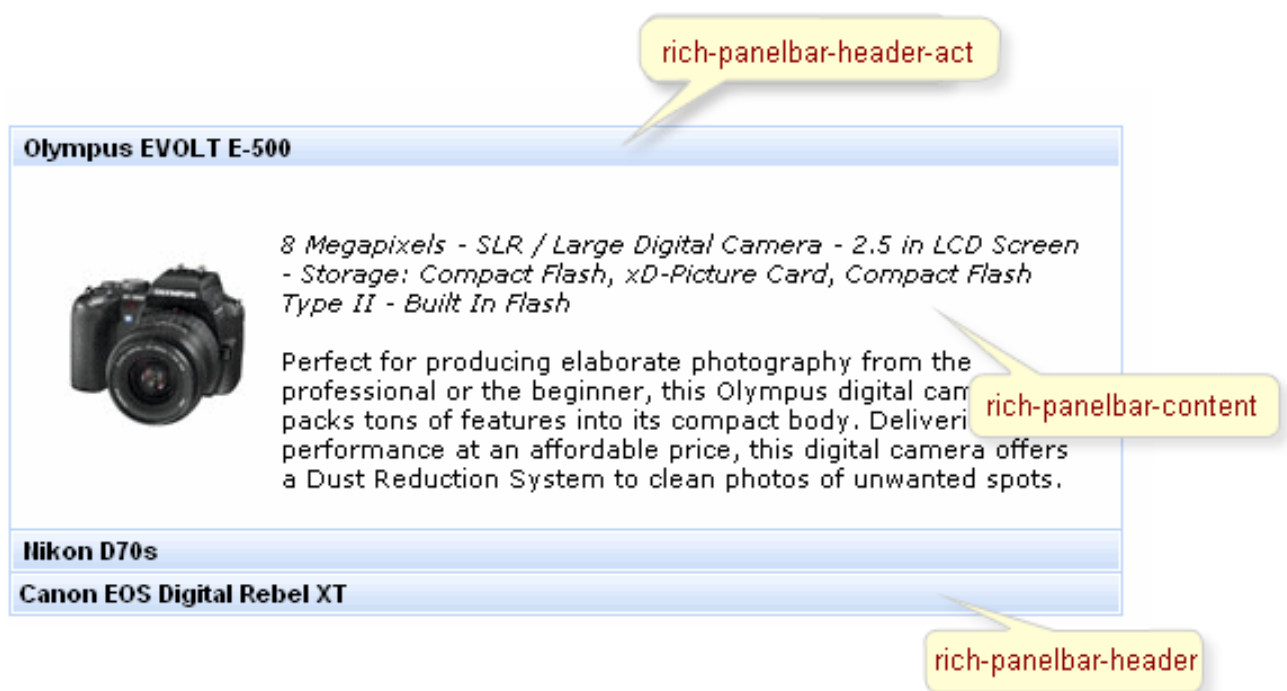 rich-panelbar-header-act
Olympus EVOLT E-500
8 Megapixels - SLR / Large Digital Camera - 2.5 in LCD Screen
- Storage: Compact Flash, xD-Picture Card, Compact Flash
Type II - Built In Flash
Perfect for producing elaborate photography from the
professional or the beginner, this Olympus digital
packs tons of features into its compact body.
rich-panelbar-content
performance at an affordable price, this digital camera offers
a Dust Reduction System to clean photos of unwanted spots.
Nikon D70s
Canon EOS Digital Rebel XT
rich-panelbar-header